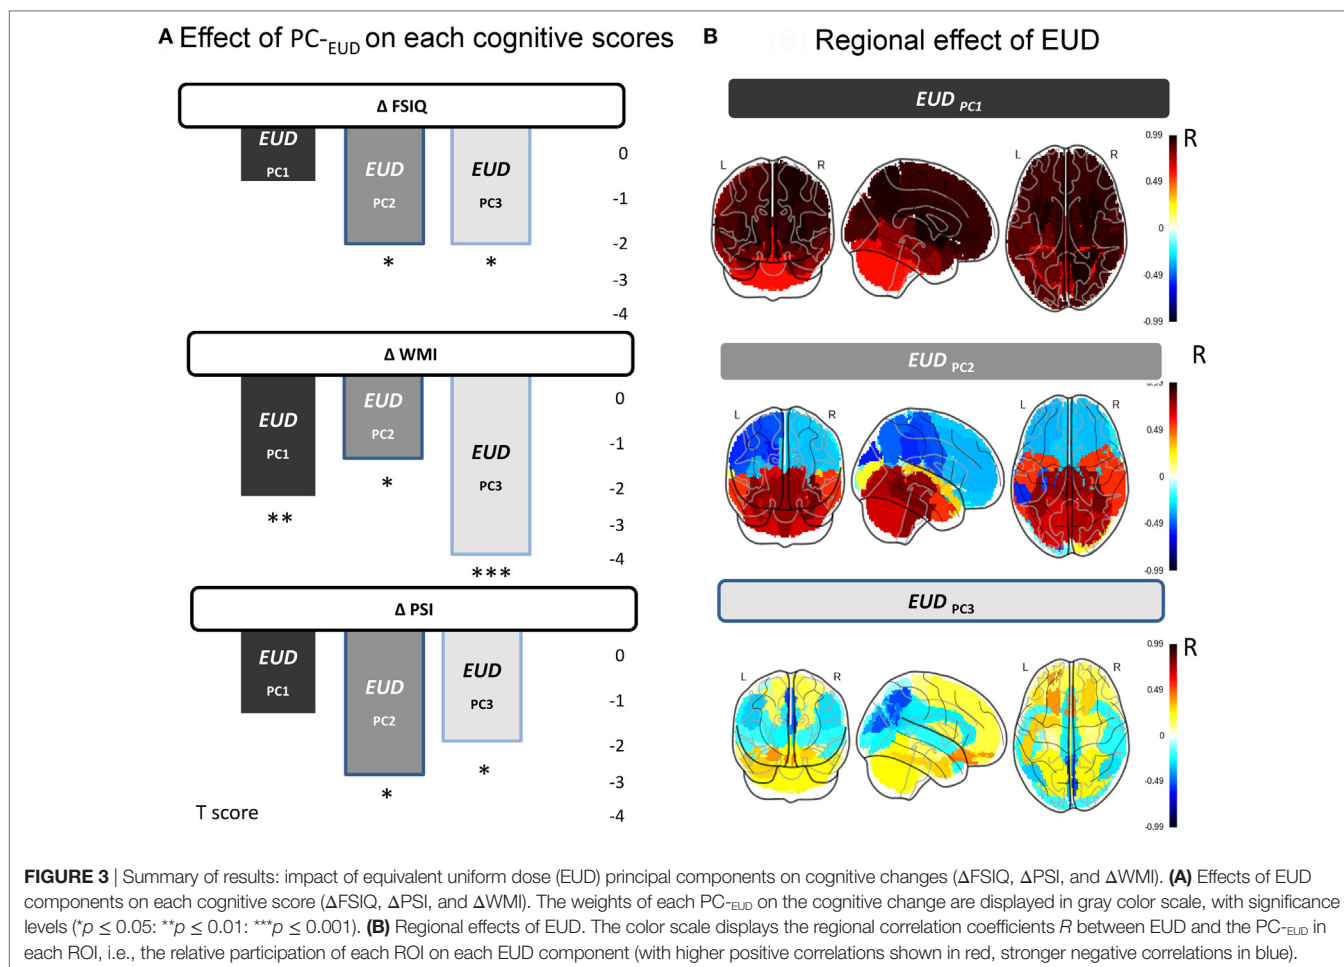 A Effect of PC-EUD on each cognitive scores
Δ FSIQ
EUD PC1
EUD PC2
EUD PC3
*
*
0
-1
-2
-3
-4
Δ WMI
EUD PC1
EUD PC2
EUD PC3
**
*
***
0
-1
-2
-3
-4
Δ PSI
EUD PC1
EUD PC2
EUD PC3
*
*
0
-1
-2
-3
-4
T score
B Regional effect of EUD
EUD PC1
L R
L R
0.99
0.49
0
-0.49
-0.99
R
EUD PC2
L R
L R
0.99
0.49
0
-0.49
-0.99
R
EUD PC3
L R
L R
0.99
0.49
0
-0.49
-0.99
R
FIGURE 3 | Summary of results: impact of equivalent uniform dose (EUD) principal components on cognitive changes (ΔFSIQ, ΔPSI, and ΔWMI). (A) Effects of EUD
components on each cognitive score (ΔFSIQ, ΔPSI, and ΔWMI). The weights of each PC-EUD on the cognitive change are displayed in gray color scale, with significance
levels (*p ≤ 0.05: **p ≤ 0.01: ***p ≤ 0.001). (B) Regional effects of EUD. The color scale displays the regional correlation coefficients R between EUD and the PC-EUD in
each ROI, i.e., the relative participation of each ROI on each EUD component (with higher positive correlations shown in red, stronger negative correlations in blue).